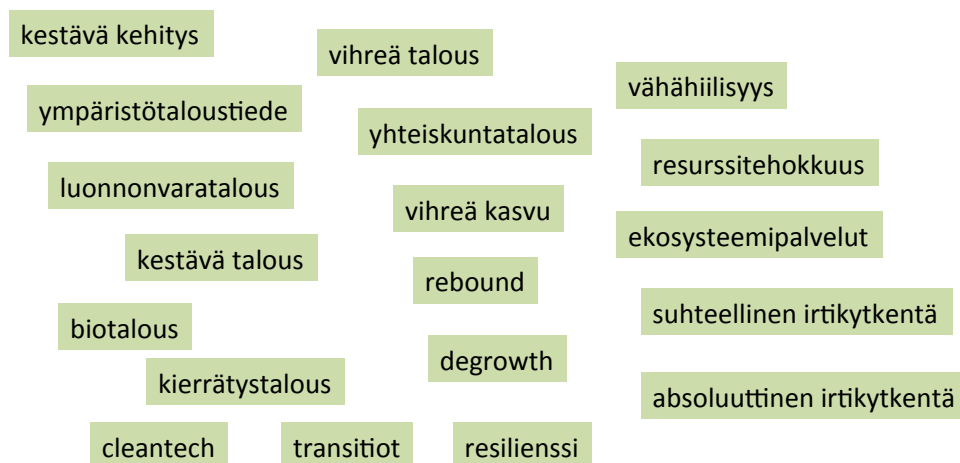 kestävä kehitys
vihreä talous
vähähiilisyys
ympäristötaloustiede
yhteiskuntatalous
resurssitehokkuus
luonnonvaratalous
vihreä kasvu
ekosysteemipalvelut
kestävä talous
rebound
suhteellinen irtikytkentä
biotalous
degrowth
kierrätystalous
absoluuttinen irtikytkentä
cleantech
transitiot
resilienssi